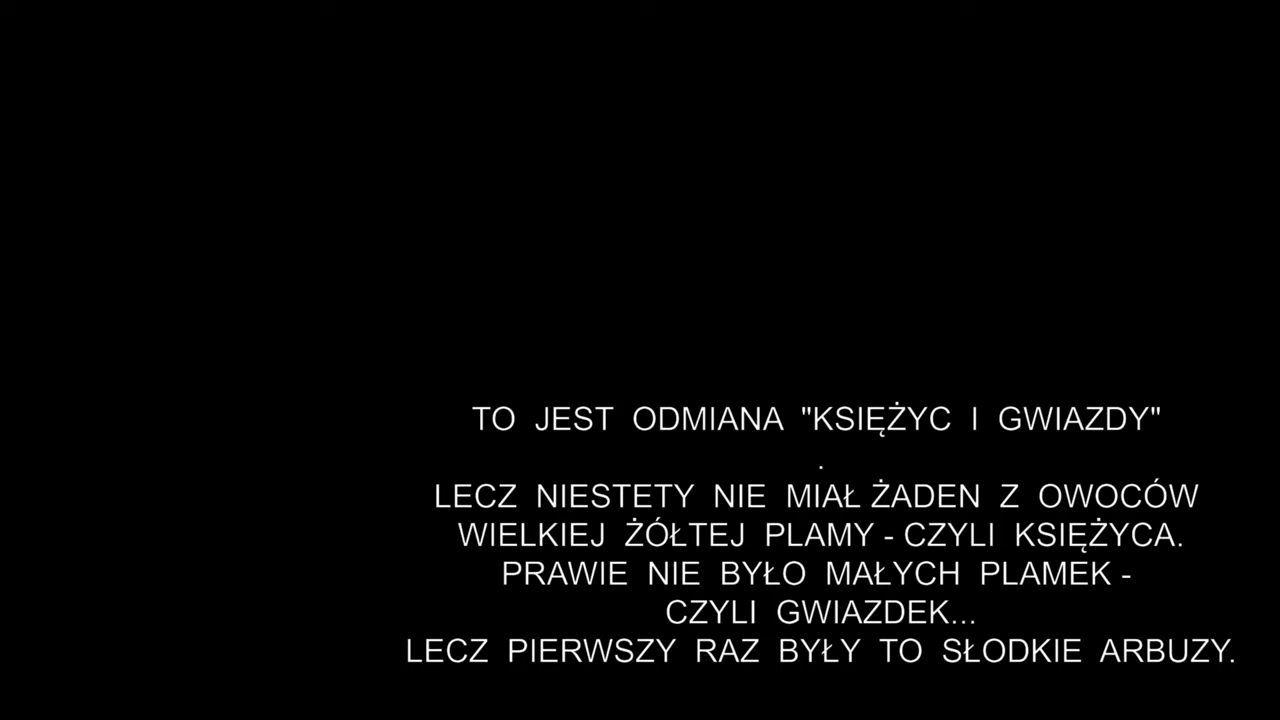 TO JEST ODMIANA "KSIĘŻYC I GWIAZDY"
.
LECZ NIESTETY NIE MIAŁ ŻADEN Z OWOCÓW
WIELKIEJ ŻÓŁTEJ PLAMY - CZYLI KSIĘŻYCA.
PRAWIE NIE BYŁO MAŁYCH PLAMEK -
CZYLI GWIAZDEK...
LECZ PIERWSZY RAZ BYŁY TO SŁODKIE ARBUZY.